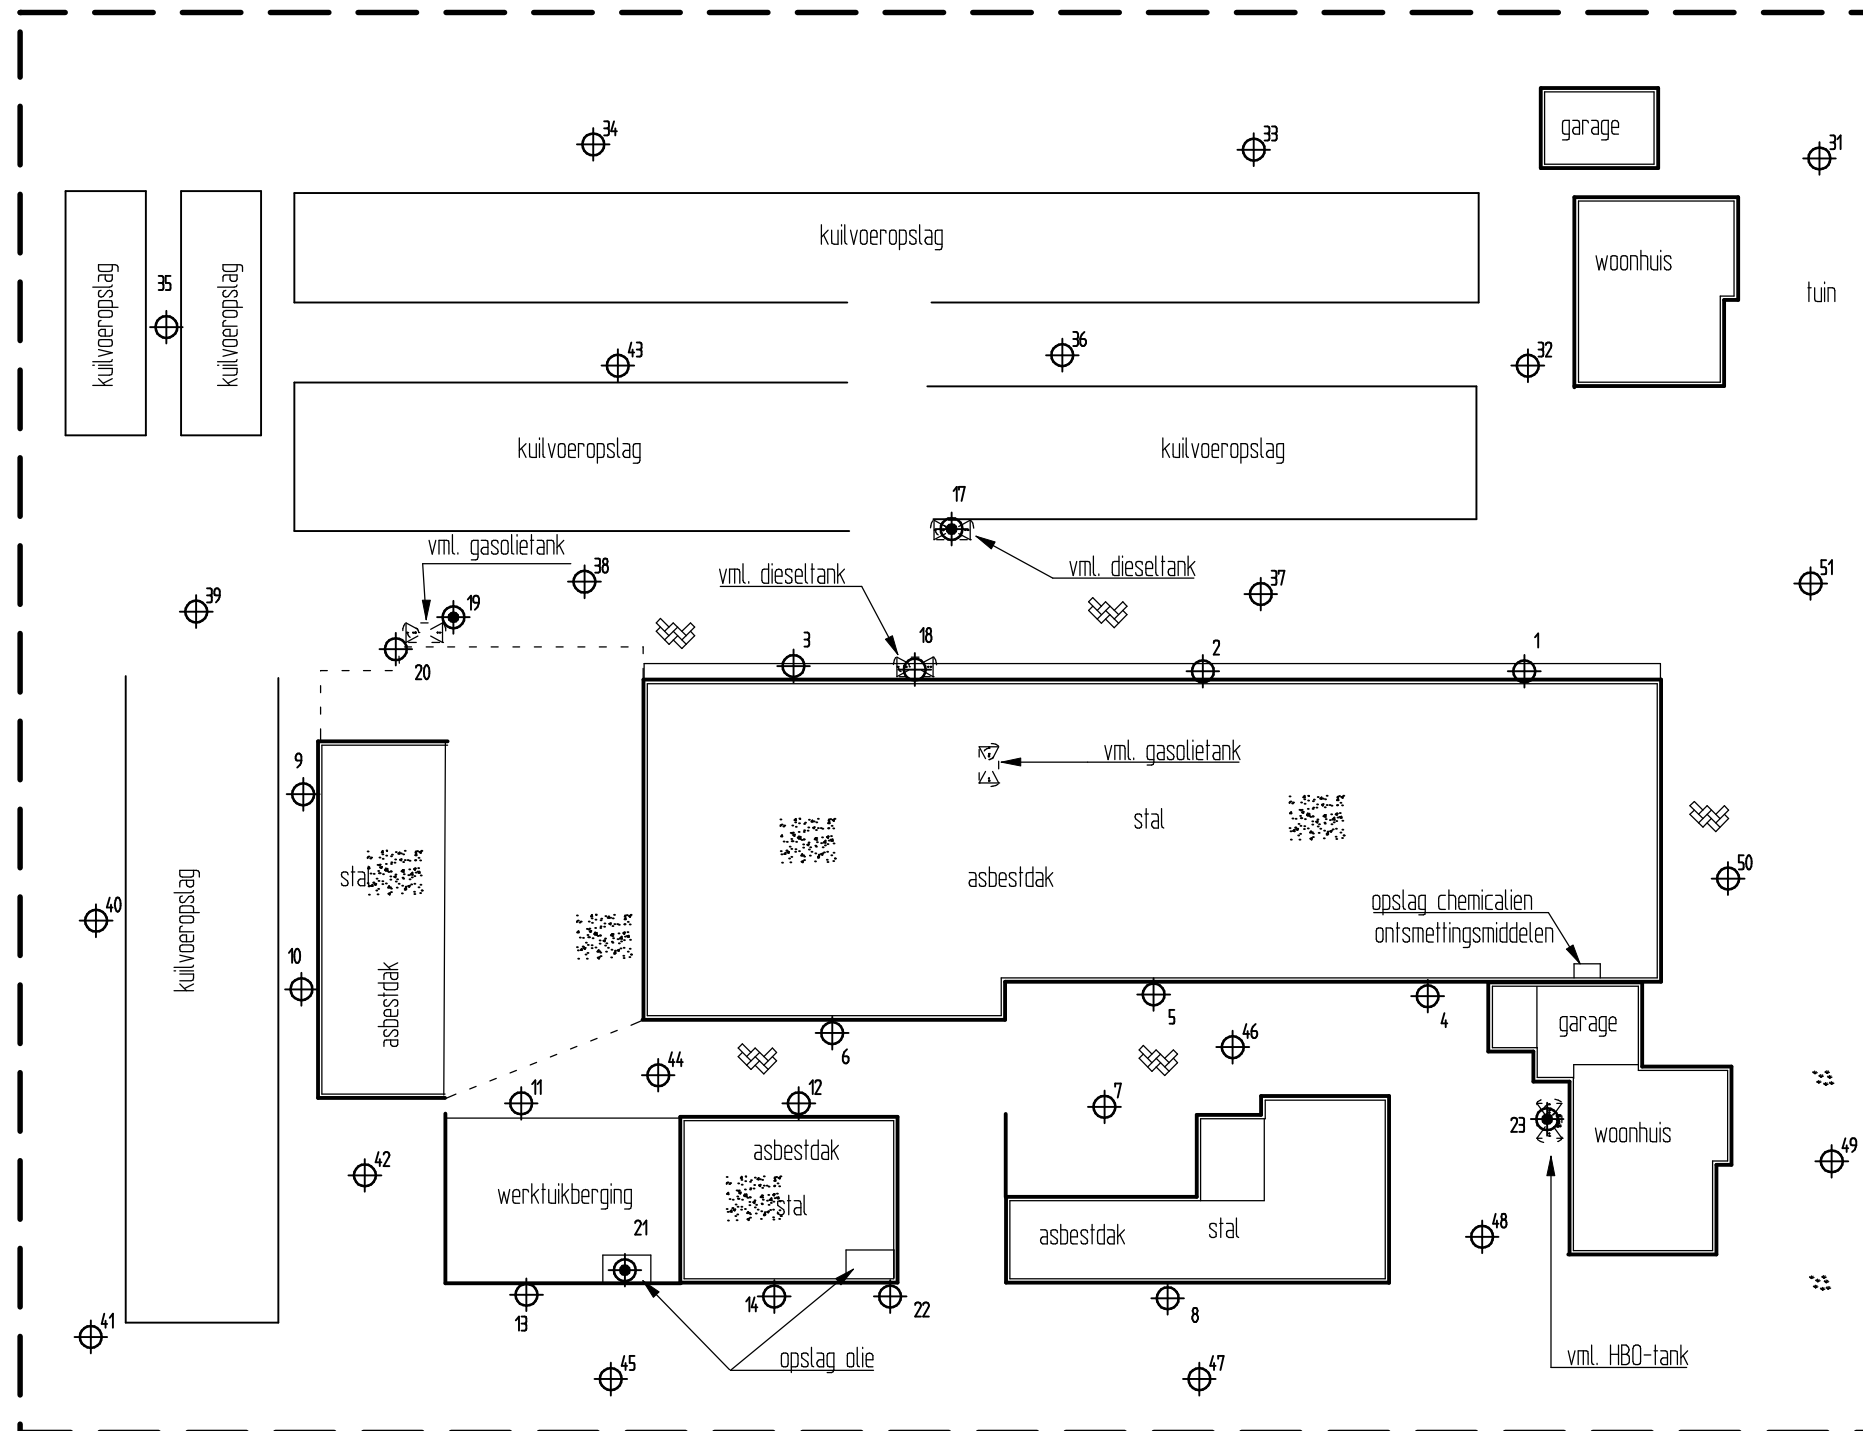 34
33
garage
31
kuilvoeropslag
kuilvoeropslag
kuilvoeropslag
35
woonhuis
tuin
43
36
32
kuilvoeropslag
kuilvoeropslag
17
vml. gasolietank
38
vml. dieseltank
vml. dieseltank
37
51
39
19
20
3
18
2
1
9
vml. gasolietank
stal
stal
asbestdak
50
opslag chemicalien
ontsmettingsmiddelen
40
kuilvoeropslag
10
asbestdak
5
4
garage
6
46
44
11
12
7
23
woonhuis
asbestdak
49
42
werktuikberging
stal
21
asbestdak
stal
48
13
14
22
8
41
45
opslag olie
47
vml. HBO-tank